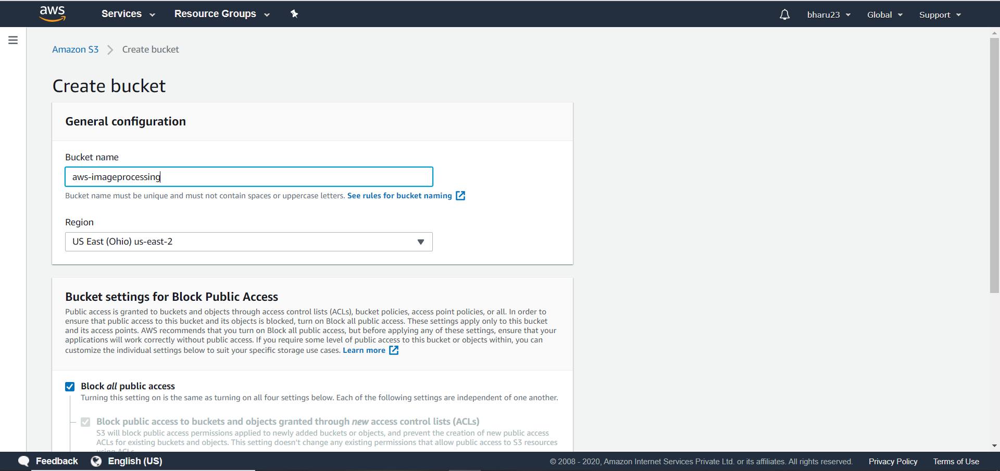 aws
Services
Resource Groups
bharu23
Global
Support
Amazon S3
Create bucket
Create bucket
General configuration
Bucket name
aws-imageprocessing
Bucket name must be unique and must not contain spaces or uppercase letters. See rules for bucket naming
Region
US East (Ohio) us-east-2
Bucket settings for Block Public Access
Public access is granted to buckets and objects through access control lists (ACLs), bucket policies, access point policies, or all. In order to
ensure that public access to this bucket and its objects is blocked, turn on Block all public access. These settings apply only to this bucket
and its access points. AWS recommends that you turn on Block all public access, but before applying any of these settings, ensure that your
applications will work correctly without public access. If you require some level of public access to this bucket or objects within, you can
customize the individual settings below to suit your specific storage use cases. Learn more
Block all public access
Turning this setting on is the same as turning on all four settings below. Each of the following settings are independent of one another.
Block public access to buckets and objects granted through new access control lists (ACLs)
S3 will block public access permissions applied to newly added buckets or objects, and prevent the creation of new public access
ACLs for existing buckets and objects. This setting doesn't change any existing permissions that allow public access to S3 resources
using ACLs.
Feedback
English (US)
© 2008 - 2020, Amazon Internet Services Private Ltd. or its affiliates. All rights reserved.
Privacy Policy
Terms of Use